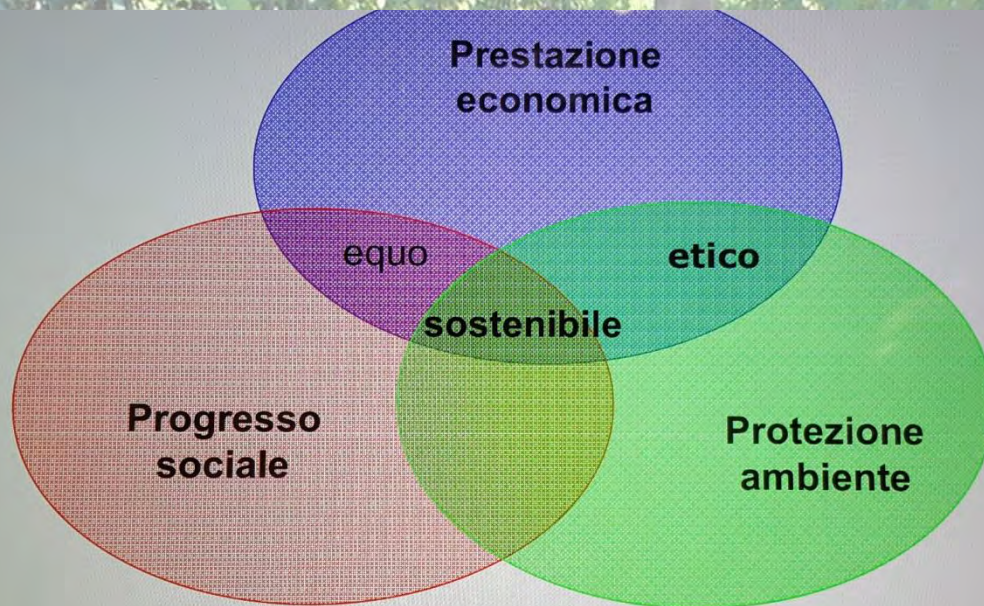 Prestazione
economica
equo
etico
sostenibile
Progresso
sociale
Protezione
ambiente